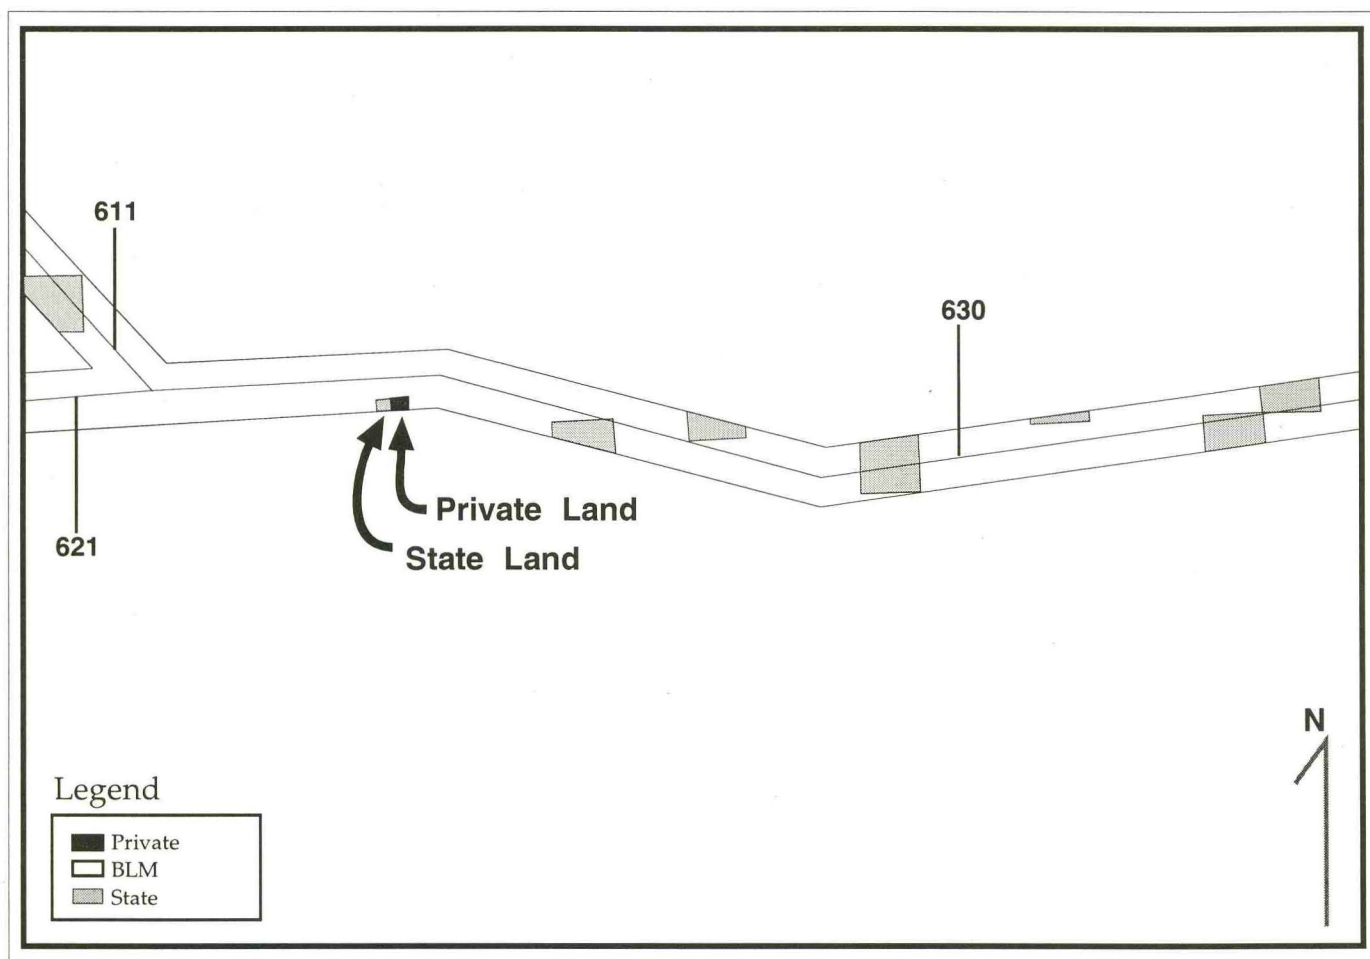 611
630
Private Land
State Land
621
N
Legend
Private
BLM
State